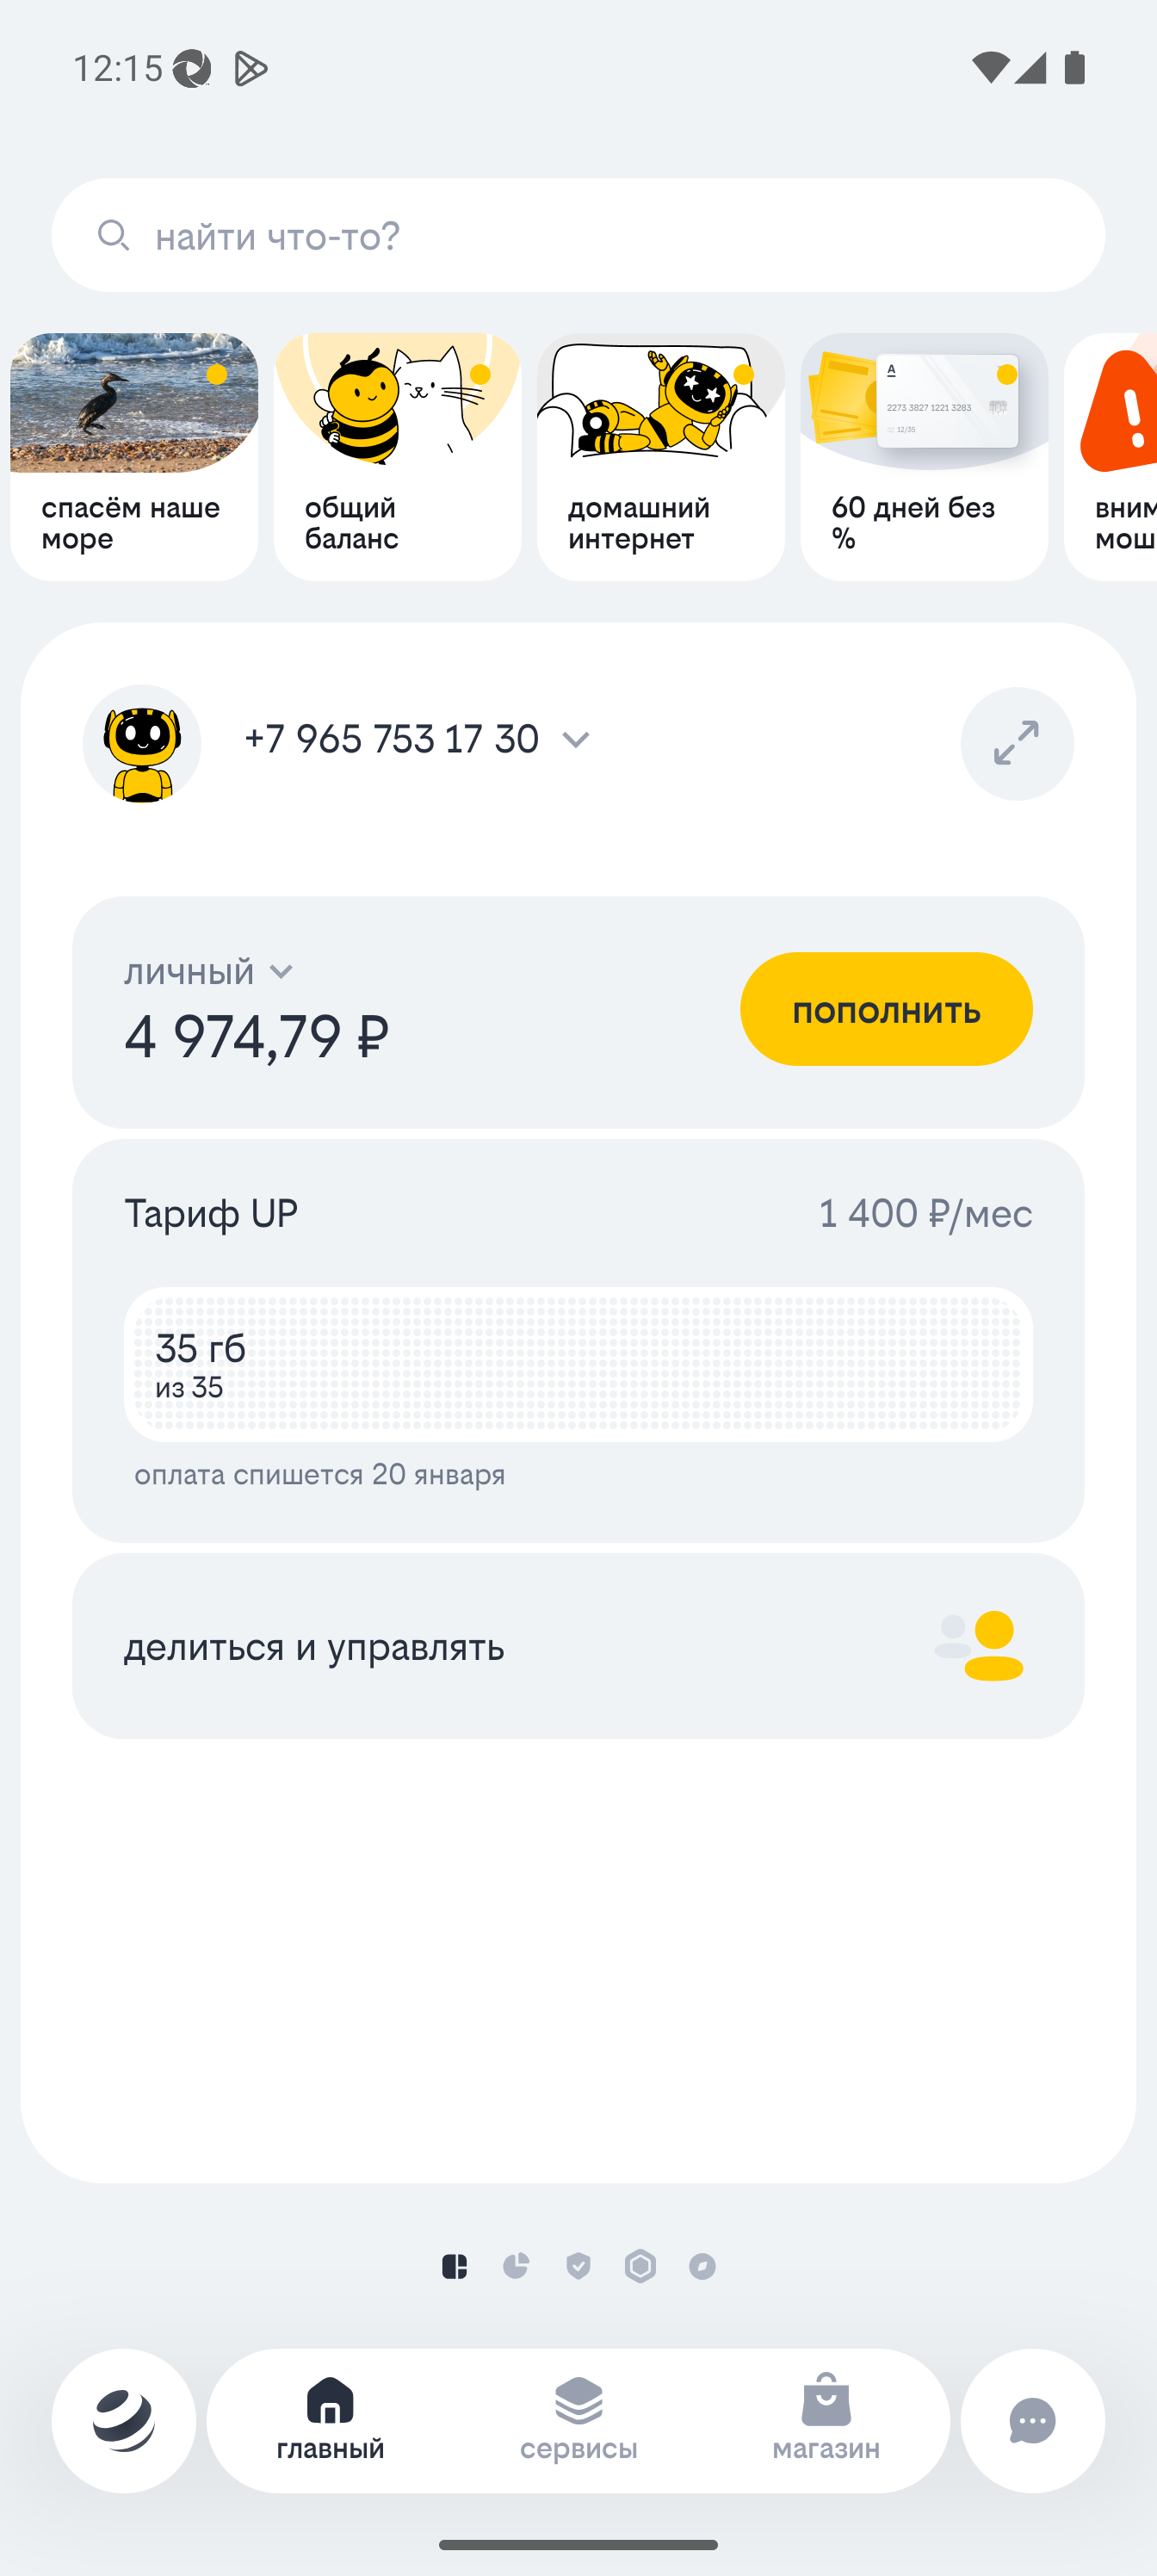 12:15
найти что-то?
спасём наше
море
общий
баланс
домашний
интернет
A
2273 3827 1221 3283
12/35
60 дней без
%
вним
мош
+7 965 753 17 30
личный
4 974,79 ₽
пополнить
Тариф UP
1 400 ₽/мес
35 гб
из 35
оплата спишется 20 января
делиться и управлять
главный
сервисы
магазин